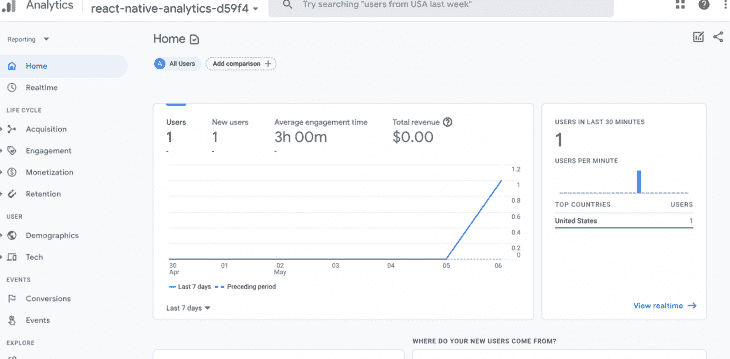 Analytics
react-native-analytics-d59f4
Try searching "users from USA last week"
Reporting
Home
Realtime
LIFE CYCLE
Acquisition
Engagement
Monetization
Retention
USER
Demographics
Tech
EVENTS
Conversions
Events
EXPLORE
Home
A All Users
Add comparison +
Users
1
-
New users
1
-
Average engagement time
3h 00m
-
Total revenue
$0.00
1.2
1
0.8
0.6
0.4
0.2
0
30 Apr
01
02 May
03
04
05
06
Last 7 days
Preceding period
Last 7 days
USERS IN LAST 30 MINUTES
1
USERS PER MINUTE
TOP COUNTRIES USERS
United States 1
View realtime
WHERE DO YOUR NEW USERS COME FROM?